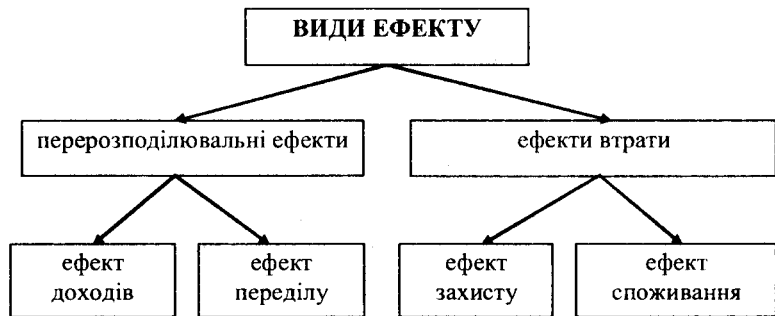 ВИДИ ЕФЕКТУ
перерозподілювальні ефекти
ефекти втрати
ефект
доходів
ефект
переділу
ефект
захисту
ефект
споживання